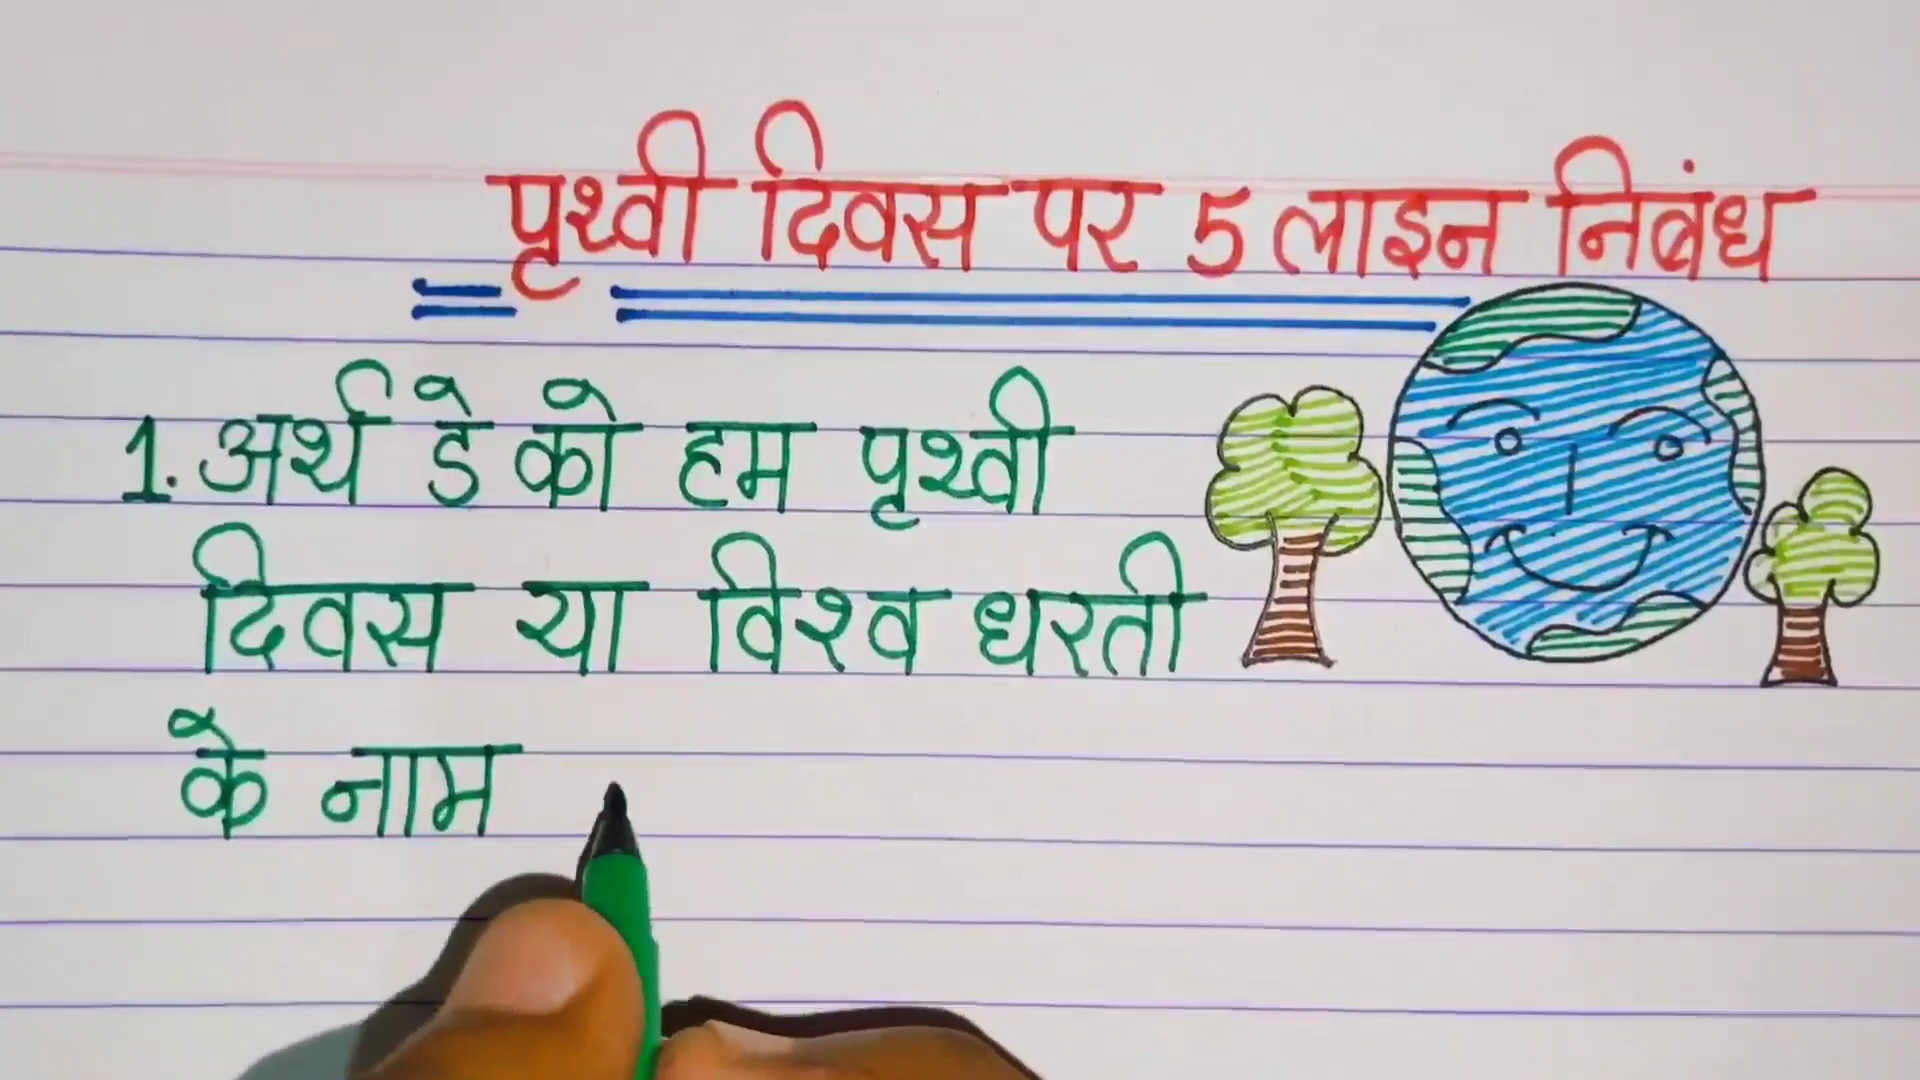 पृथ्वी दिवस पर 5 लाइन निबंध
1. अर्थ डे को हम पृथ्वी
दिवस या विश्व धरती
के नाम